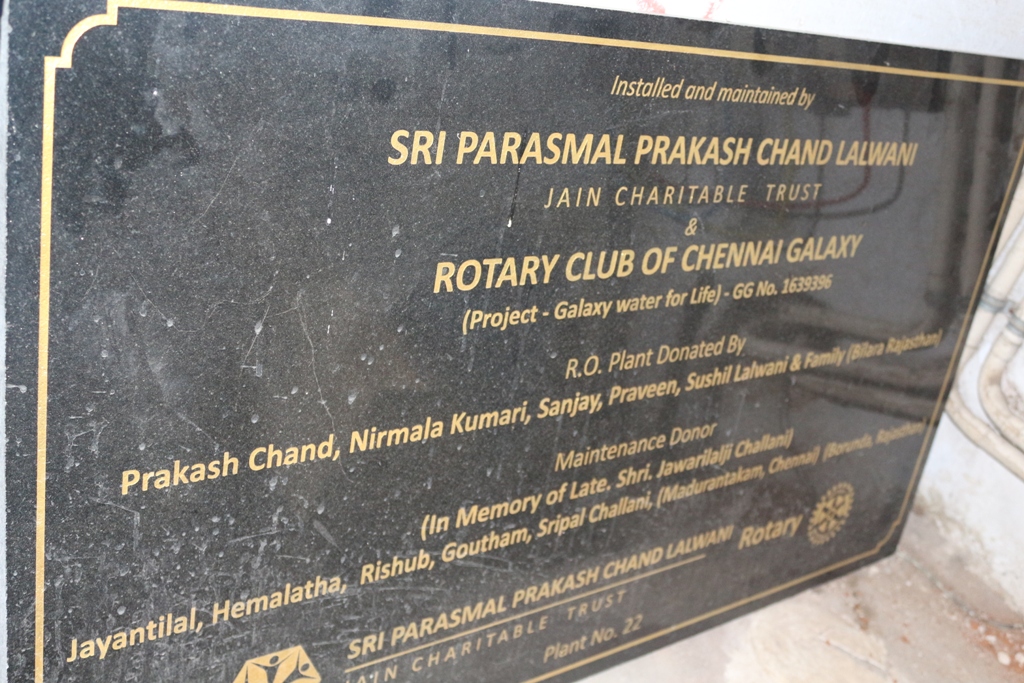 Installed and maintained by
SRI PARASMAL PRAKASH CHAND LALWANI
JAIN CHARITABLE TRUST
&
ROTARY CLUB OF CHENNAI GALAXY
(Project - Galaxy water for Life) - GG No. 1639396
R.O. Plant Donated By
Prakash Chand, Nirmala Kumari, Sanjay, Praveen, Sushil Lalwani & Family (Bilara Rajasthan)
Maintenance Donor
(In Memory of Late. Shri. Jawarilalji Challani)
Jayantilal, Hemalatha, Rishub, Goutham, Sripal Challani, (Madurantakam, Chennai) (Borunda, Rajasthan)
SRI PARASMAL PRAKASH CHAND LALWANI
JAIN CHARITABLE TRUST
Rotary
Plant No. 22